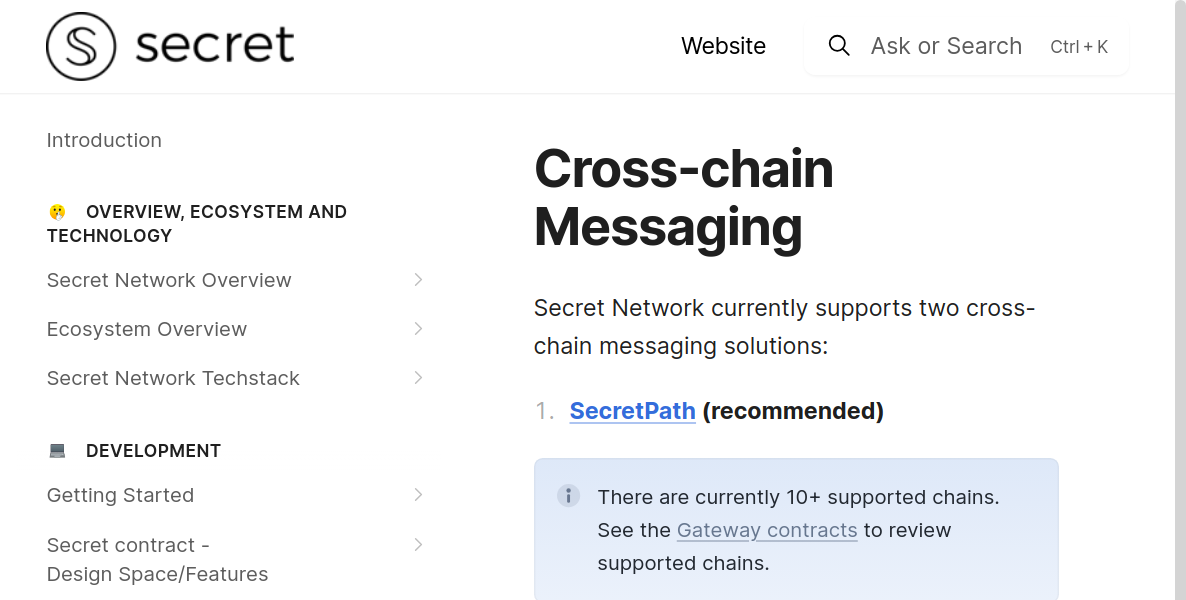 secret
Website
Ask or Search
Ctrl + K
Introduction
OVERVIEW, ECOSYSTEM AND
TECHNOLOGY
Secret Network Overview
Ecosystem Overview
Secret Network Techstack
DEVELOPMENT
Getting Started
Secret contract -
Design Space/Features
Cross-chain
Messaging
Secret Network currently supports two cross-
chain messaging solutions:
1. SecretPath (recommended)
There are currently 10+ supported chains.
See the Gateway contracts to review
supported chains.